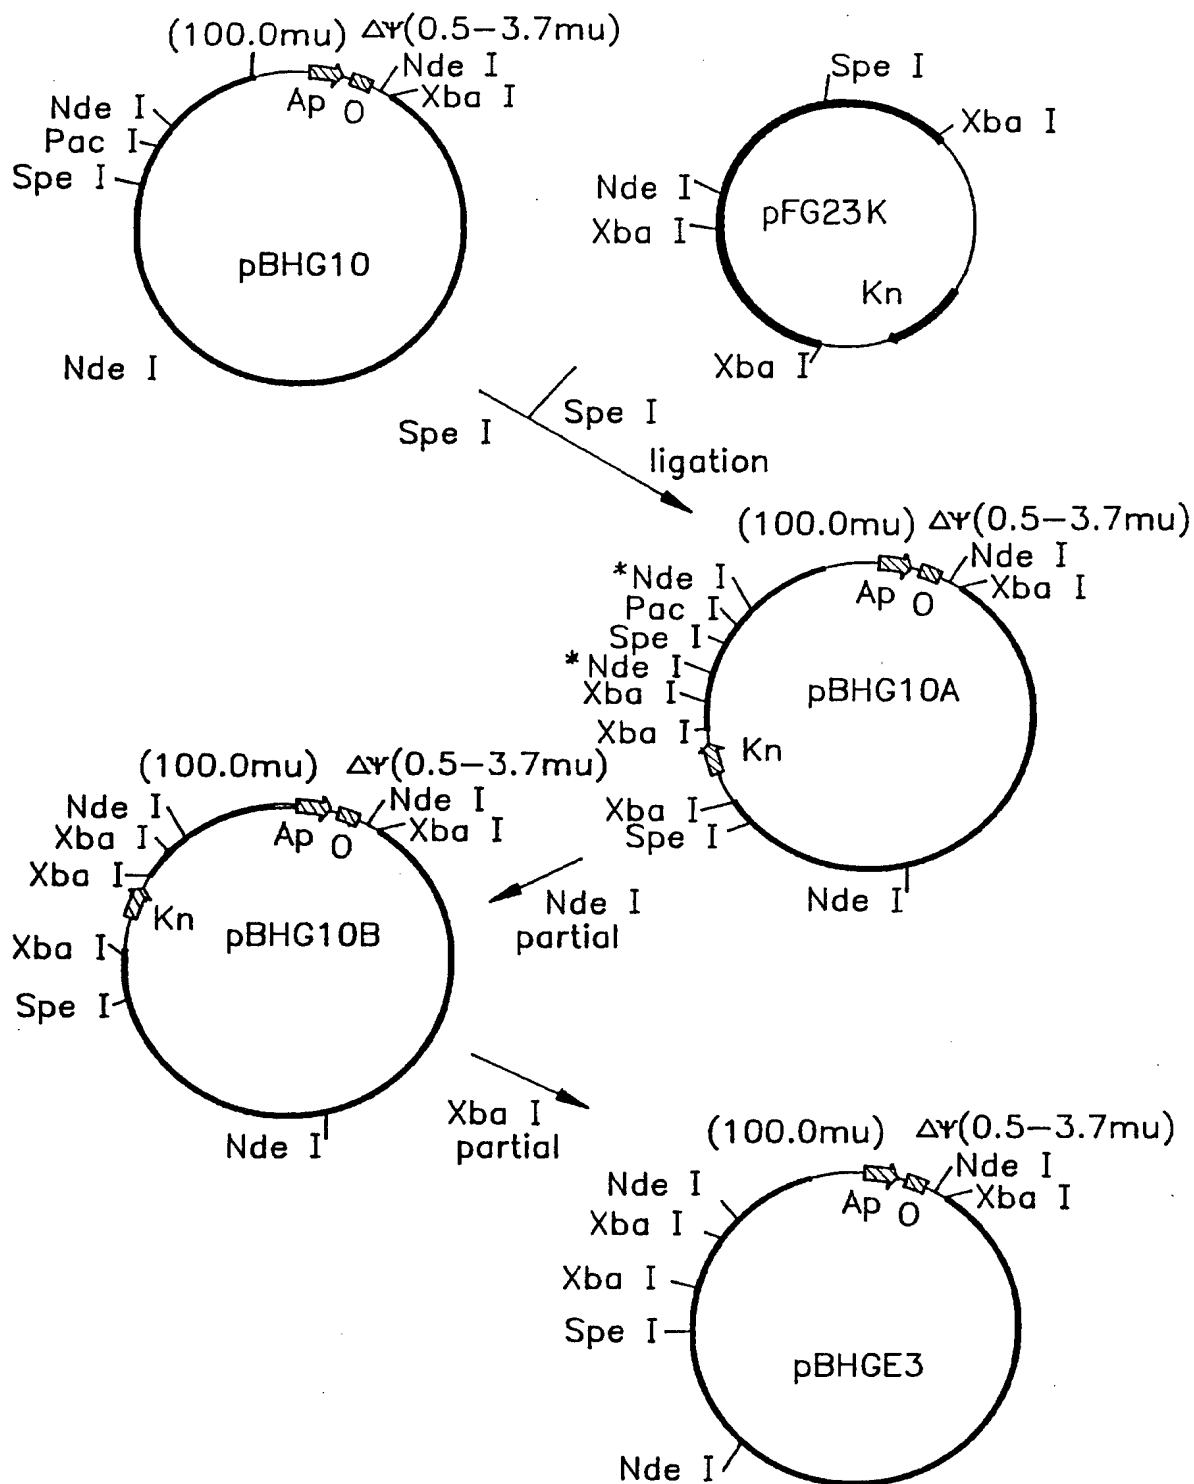 (100.0mu) ΔΨ(0.5–3.7mu)
Nde I
Xba I
Ap
O
Nde I
Pac I
Spe I
pBHG10
Nde I
Spe I
Xba I
Nde I
Xba I
pFG23K
Kn
Xba I
Spe I
Spe I
ligation
(100.0mu) ΔΨ(0.5–3.7mu)
Nde I
Xba I
Ap
O
*Nde I
Pac I
Spe I
*Nde I
Xba I
Xba I
Kn
pBHG10A
Xba I
Spe I
Nde I
Nde I
partial
(100.0mu) ΔΨ(0.5–3.7mu)
Nde I
Xba I
Ap
O
Nde I
Xba I
Xba I
Kn
pBHG10B
Xba I
Spe I
Nde I
Xba I
partial
(100.0mu) ΔΨ(0.5–3.7mu)
Nde I
Xba I
Ap
O
Nde I
Xba I
Xba I
Spe I
pBHGE3
Nde I